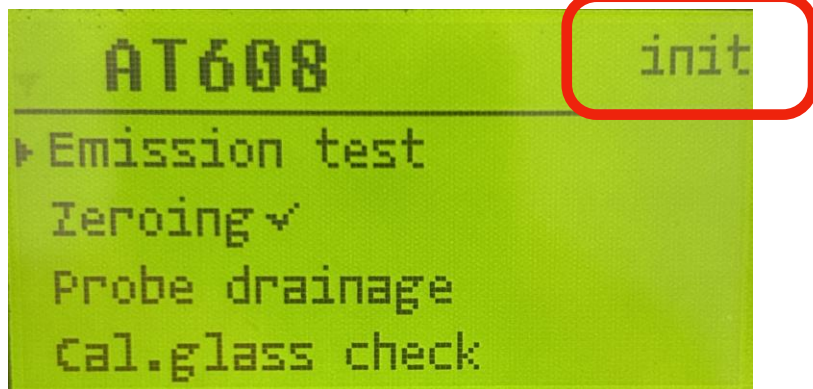 AT608 init
Emission test
Zeroing✓
Probe drainage
Cal.glass check